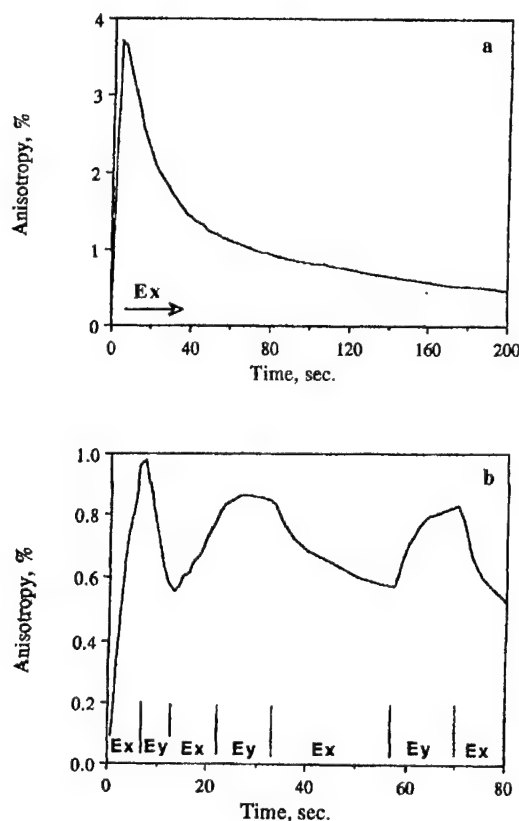 4
a
3
Anisotropy, %
2
1
Ex
0
0 40 80 120 160 200
Time, sec.
1.0
b
0.8
Anisotropy, %
0.6
0.4
0.2
Ex Ey Ex Ey Ex Ey Ex
0.0
0 20 40 60 80
Time, sec.